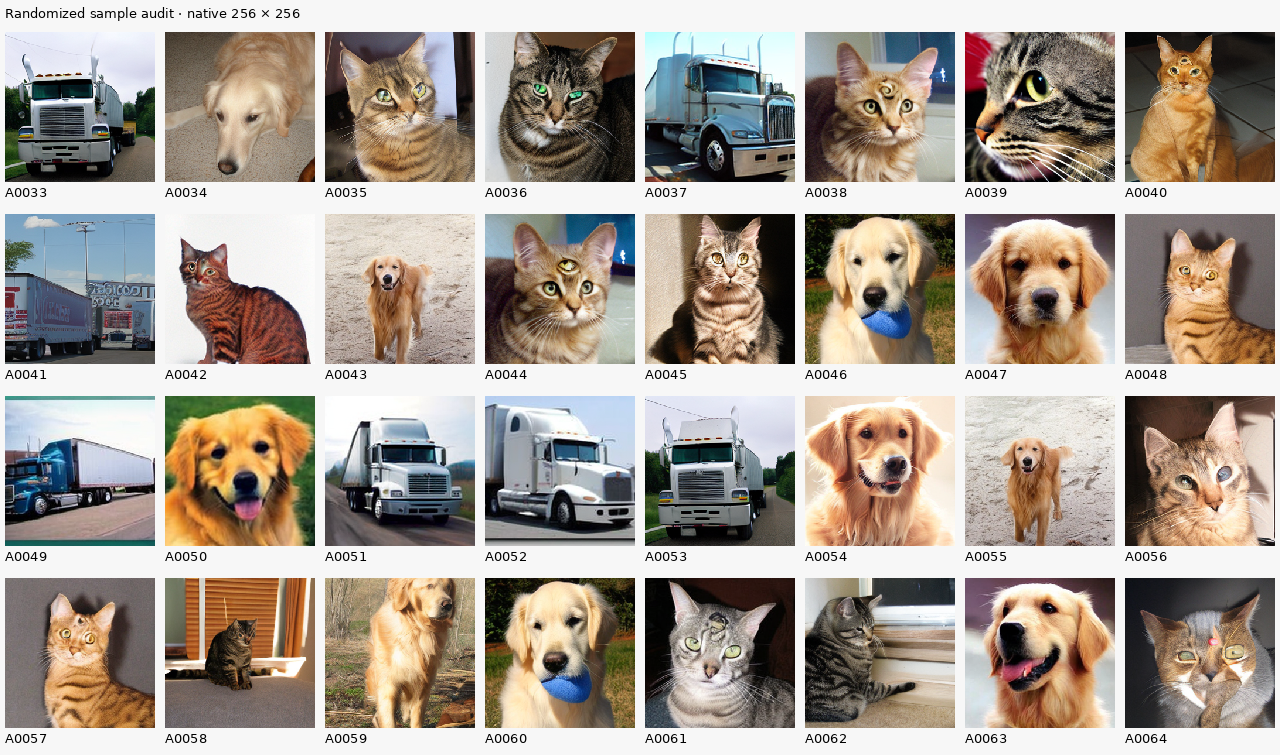 Randomized sample audit · native 256 × 256
A0033 A0034 A0035 A0036 A0037 A0038 A0039 A0040
A0041 A0042 A0043 A0044 A0045 A0046 A0047 A0048
A0049 A0050 A0051 A0052 A0053 A0054 A0055 A0056
A0057 A0058 A0059 A0060 A0061 A0062 A0063 A0064